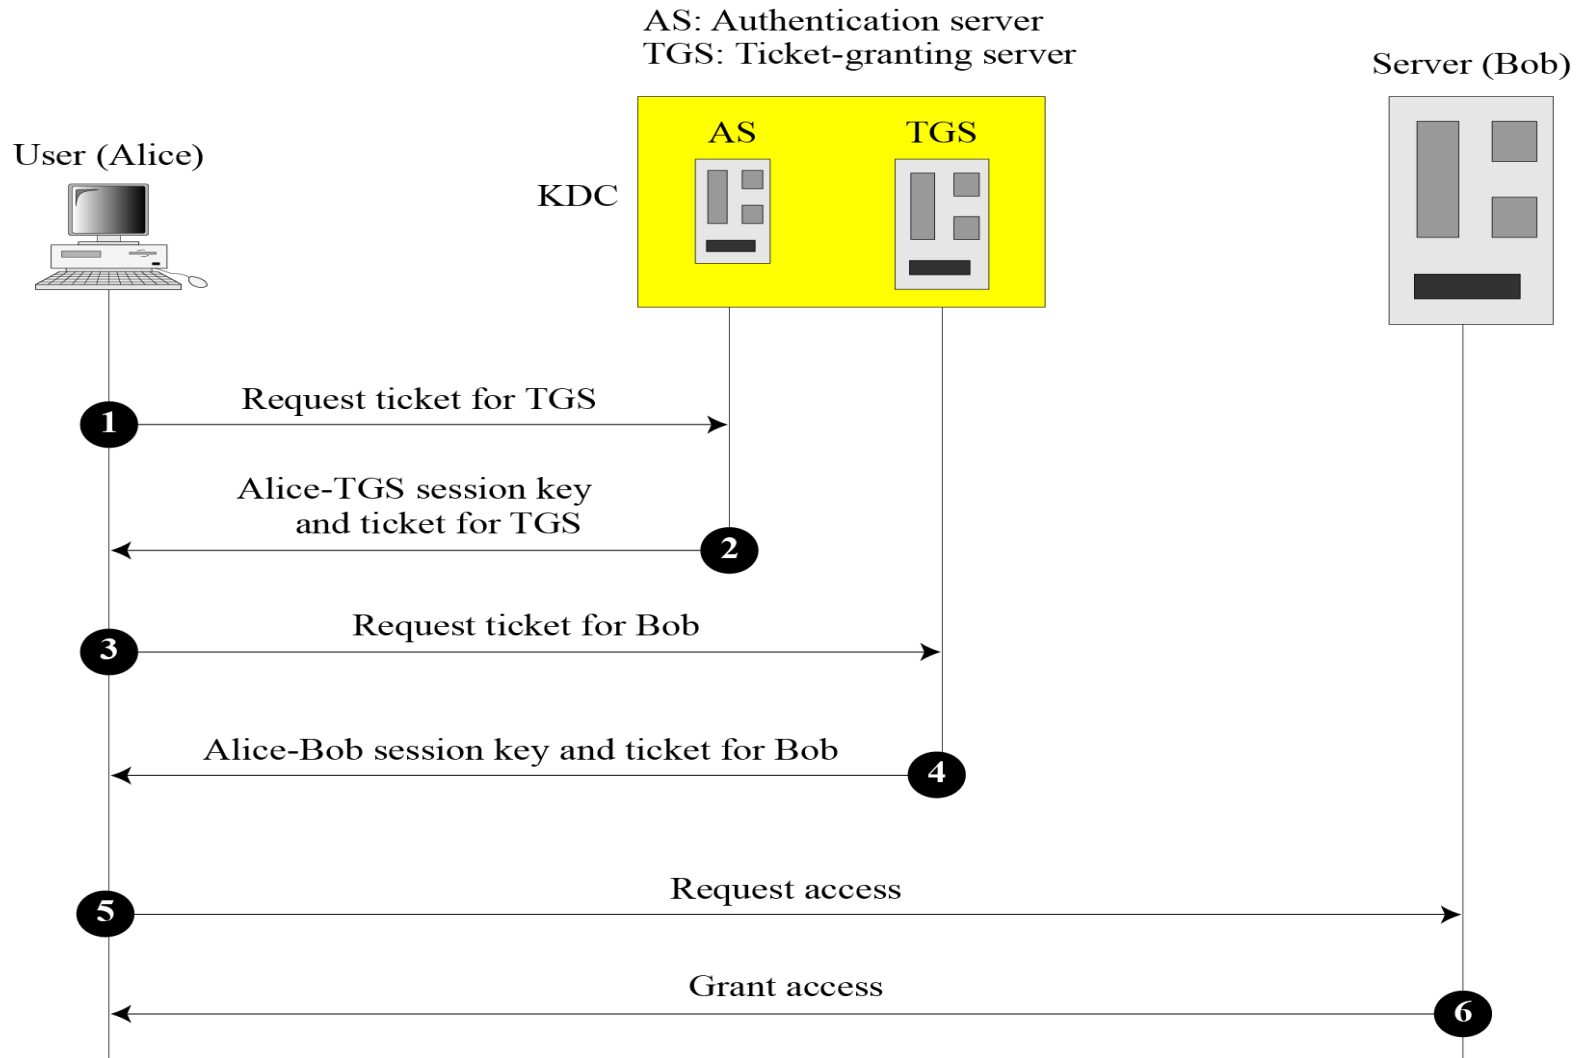 AS: Authentication server
TGS: Ticket-granting server
Server (Bob)
AS
TGS
User (Alice)
KDC
Request ticket for TGS
1
Alice-TGS session key
and ticket for TGS
2
Request ticket for Bob
3
Alice-Bob session key and ticket for Bob
4
Request access
5
Grant access
6